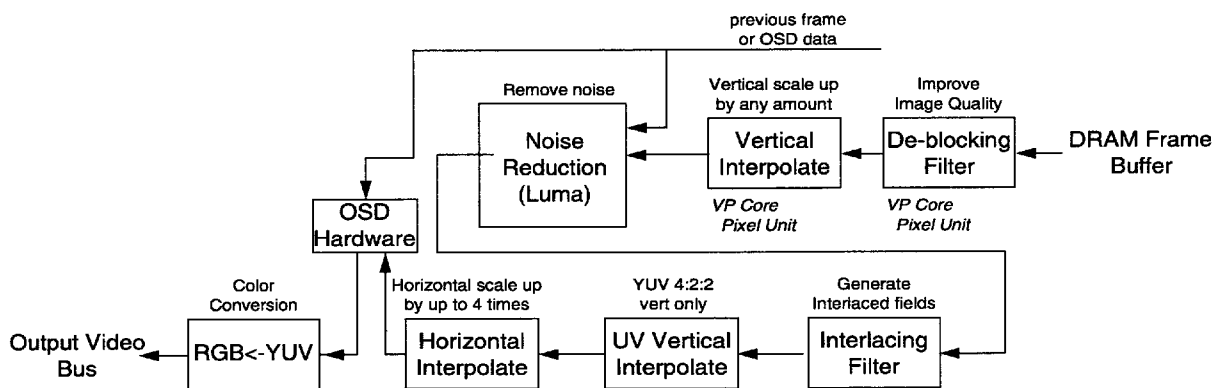 previous frame
or OSD data
Remove noise
Vertical scale up
by any amount
Improve
Image Quality
Noise
Reduction
(Luma)
Vertical
Interpolate
De-blocking
Filter
DRAM Frame
Buffer
VP Core
Pixel Unit
VP Core
Pixel Unit
OSD
Hardware
Color
Conversion
Horizontal scale up
by up to 4 times
YUV 4:2:2
vert only
Generate
Interlaced fields
Output Video
Bus
RGB<-YUV
Horizontal
Interpolate
UV Vertical
Interpolate
Interlacing
Filter